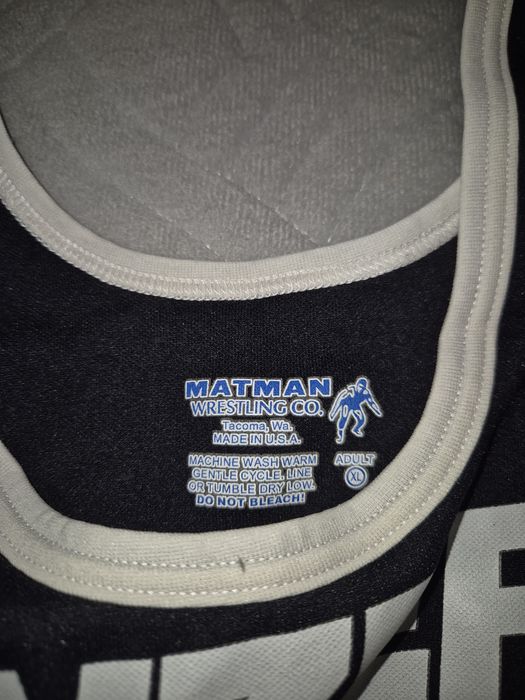 MATMAN
WRESTLING CO.
Tacoma, Wa.
MADE IN U.S.A.
MACHINE WASH WARM
GENTLE CYCLE, LINE
OR TUMBLE DRY LOW.
DO NOT BLEACH!
ADULT
XL